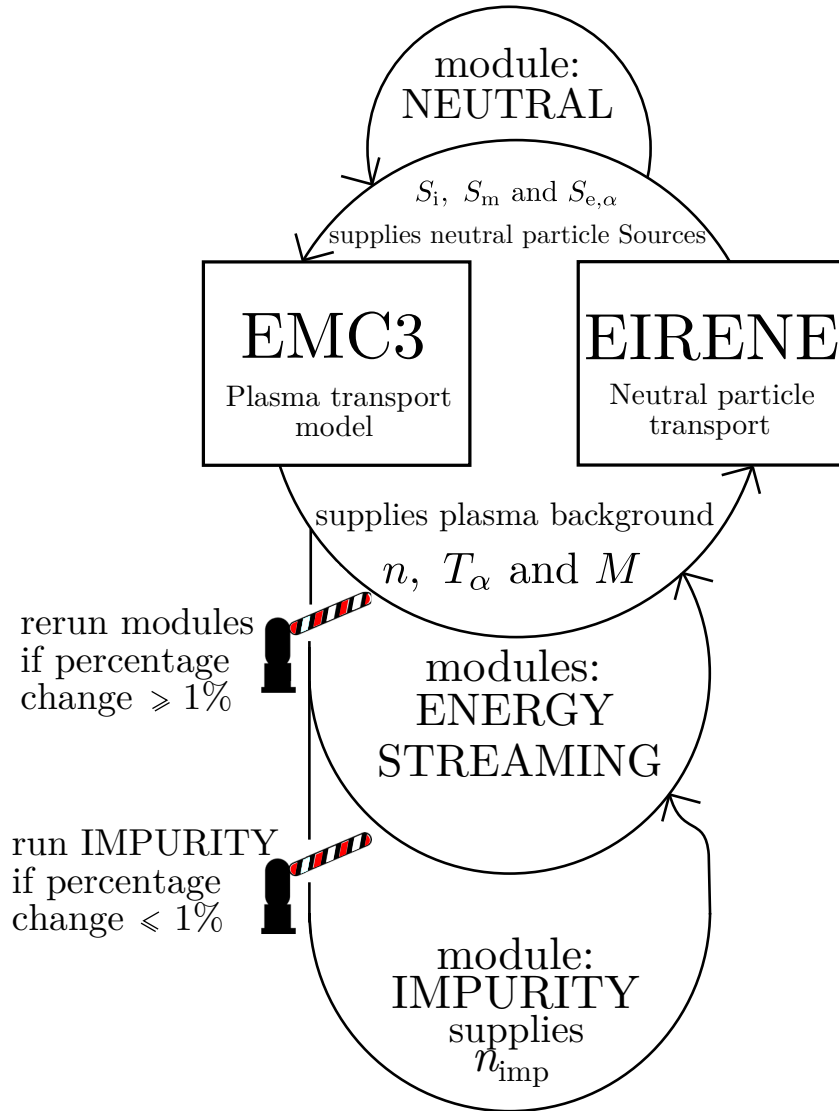 module:
NEUTRAL
S_i, S_m and S_{e,α}
supplies neutral particle Sources
EMC3
Plasma transport
model
EIRENE
Neutral particle
transport
supplies plasma background
n, T_α and M
rerun modules
if percentage
change ⩾ 1%
modules:
ENERGY
STREAMING
run IMPURITY
if percentage
change ⩽ 1%
module:
IMPURITY
supplies
n_imp